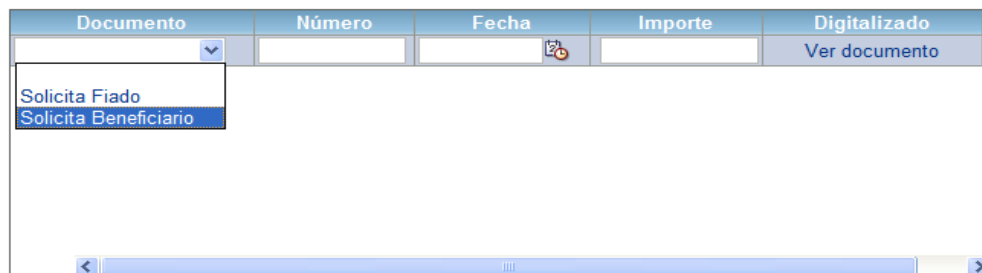 Documento Número Fecha Importe Digitalizado
Ver documento
Solicita Fiado
Solicita Beneficiario